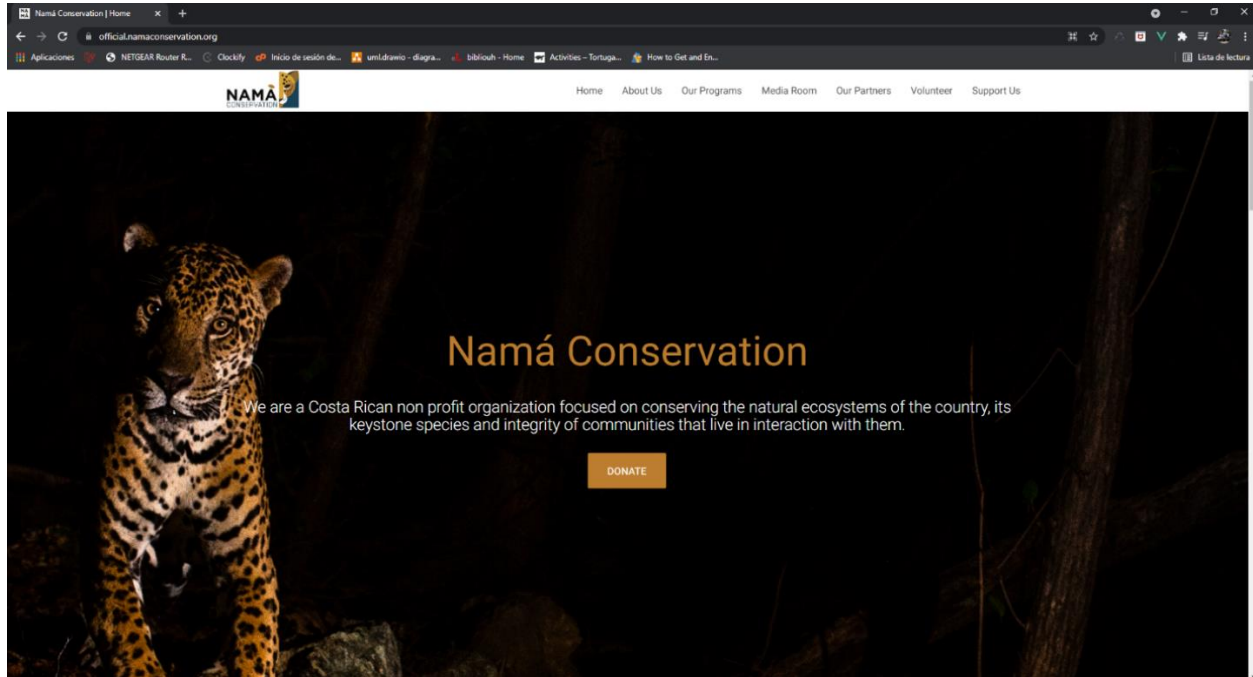 Namá Conservation | Home
official.namaconservation.org
Aplicaciones NETGEAR Router R... Clockify Inicio de sesión de... uml.drawio - diagra... bibliouh - Home Activities – Tortuga... How to Get and En... Lista de lectura
NAMÀ
CONSERVATION
Home About Us Our Programs Media Room Our Partners Volunteer Support Us
Namá Conservation
We are a Costa Rican non profit organization focused on conserving the natural ecosystems of the country, its
keystone species and integrity of communities that live in interaction with them.
DONATE